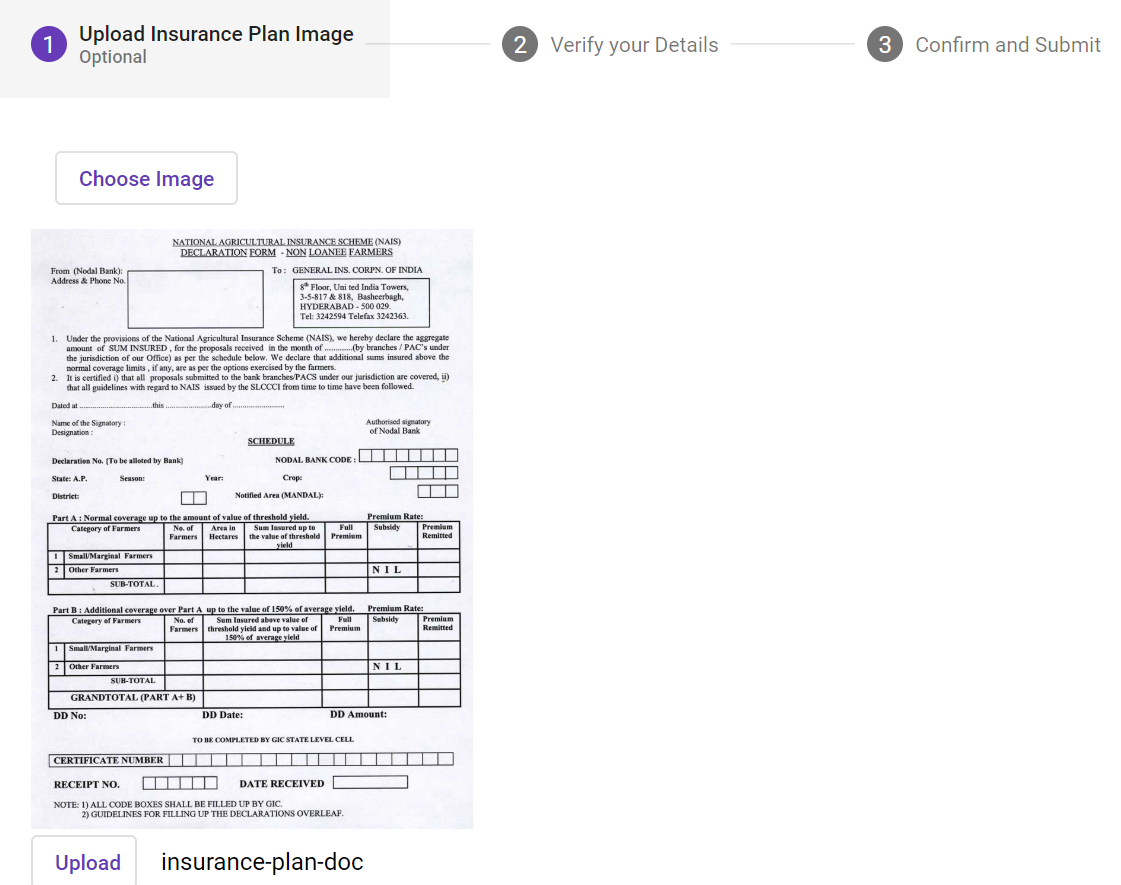 1 Upload Insurance Plan Image
Optional
2 Verify your Details
3 Confirm and Submit
Choose Image
NATIONAL AGRICULTURAL INSURANCE SCHEME (NAIS)
DECLARATION FORM - NON LOANEE FARMERS
From (Nodal Bank):
Address & Phone No.
To : GENERAL INS. CORPN. OF INDIA
8th Floor, Uni ted India Towers,
3-5-817 & 818, Basheerbagh,
HYDERABAD - 500 029.
Tel: 3242594 Telefax 3242363.
1. Under the provisions of the National Agricultural Insurance Scheme (NAIS), we hereby declare the aggregate
amount of SUM INSURED , for the proposals received in the month of ............(by branches / PAC's under
the jurisdiction of our Office) as per the schedule below. We declare that additional sums insured above the
normal coverage limits , if any, are as per the options exercised by the farmers.
2. It is certified i) that all proposals submitted to the bank branches/PACS under our jurisdiction are covered, ii)
that all guidelines with regard to NAIS issued by the SLCCCI from time to time have been followed.
Dated at ..............................this ...................day of .....................
Name of the Signatory :
Designation :
Authorised signatory
of Nodal Bank
SCHEDULE
Declaration No. {To be alloted by Bank}
NODAL BANK CODE :
State: A.P. Season: Year: Crop:
District: Notified Area (MANDAL):
Part A : Normal coverage up to the amount of value of threshold yield. Premium Rate:
Category of Farmers No. of Area in Sum Insured up to Full Subsidy Premium
Farmers Hectares the value of threshold Premium Remitted
yield
1 Small/Marginal Farmers
2 Other Farmers N I L
SUB-TOTAL.
Part B : Additional coverage over Part A up to the value of 150% of average yield. Premium Rate:
Category of Farmers No. of Sum Insured above value of Full Subsidy Premium
Farmers threshold yield and up to value of Premium Remitted
150% of average yield
1 Small/Marginal Farmers
2 Other Farmers N I L
SUB-TOTAL
GRANDTOTAL (PART A+ B)
DD No: DD Date: DD Amount:
TO BE COMPLETED BY GIC STATE LEVEL CELL
CERTIFICATE NUMBER
RECEIPT NO. DATE RECEIVED
NOTE: 1) ALL CODE BOXES SHALL BE FILLED UP BY GIC.
2) GUIDELINES FOR FILLING UP THE DECLARATIONS OVERLEAF.
Upload insurance-plan-doc